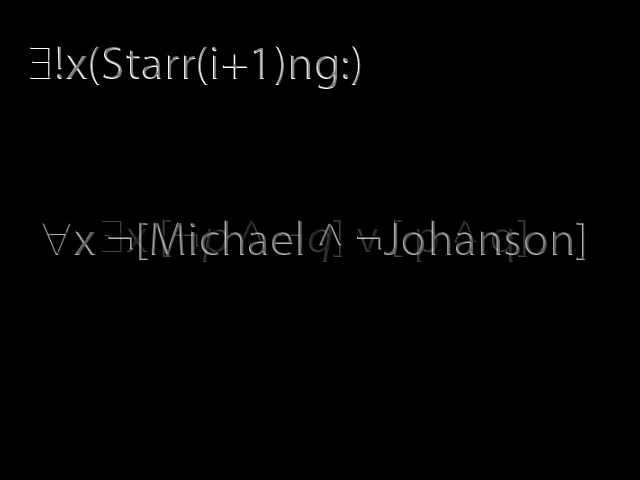 ∃!x(Starr(i+1)ng:)
∀x ¬[Michael ∧ ¬Johanson]
∃x [¬p ∧ ¬q] ∨ [ p ∧ q]